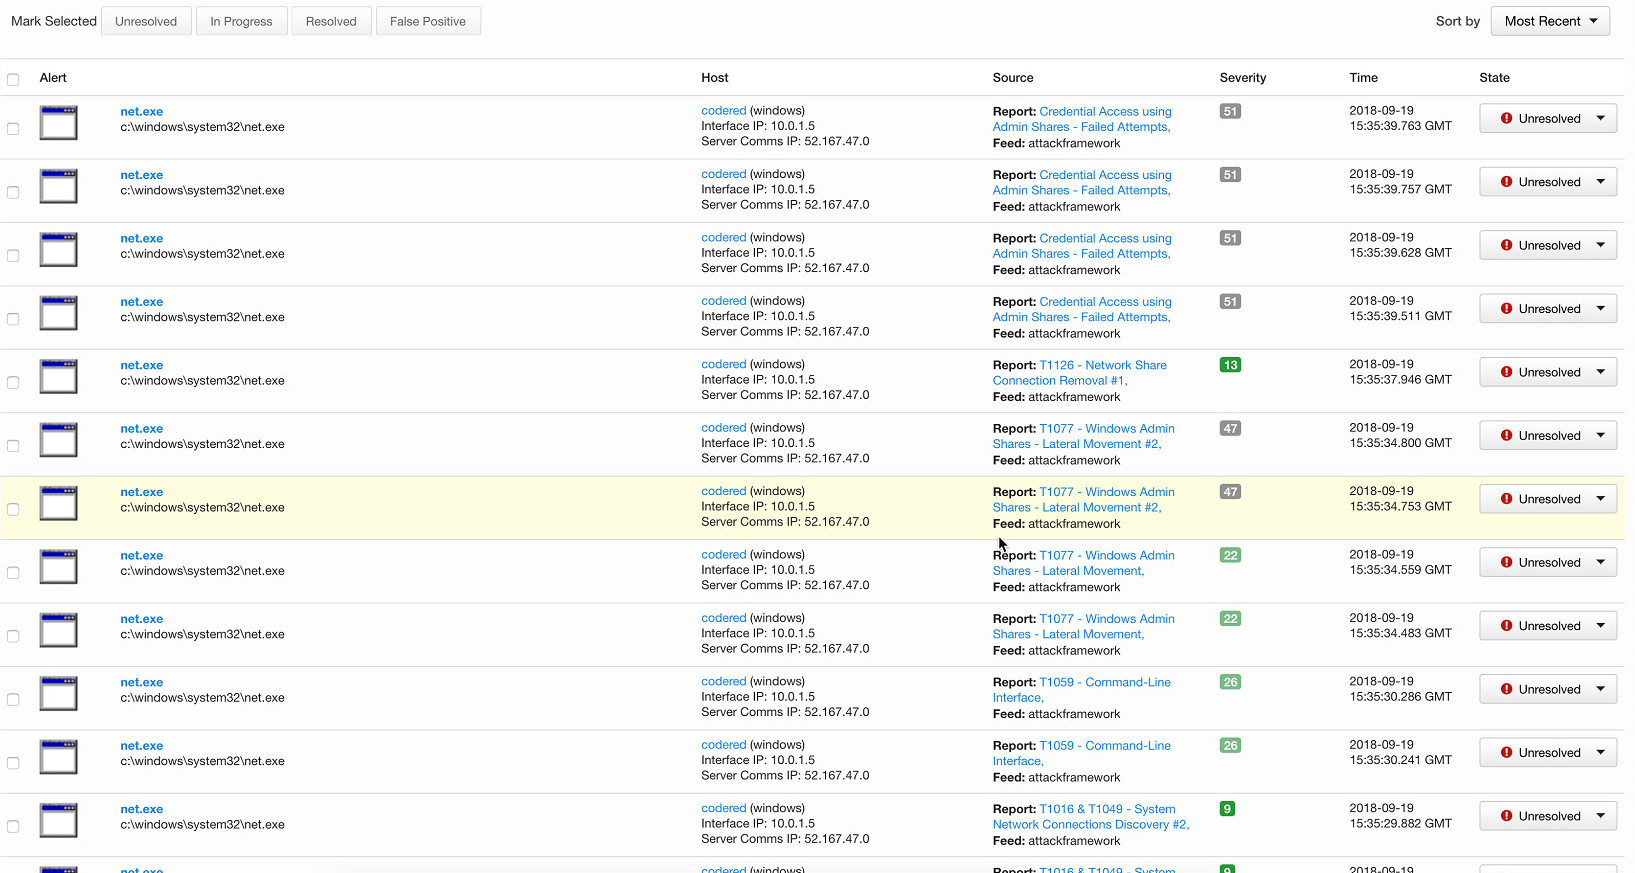 Mark Selected Unresolved In Progress Resolved False Positive Sort by Most Recent
Alert Host Source Severity Time State
net.exe codered (windows) Report: Credential Access using 51 2018-09-19 Unresolved
c:\windows\system32\net.exe Interface IP: 10.0.1.5 Admin Shares - Failed Attempts, 15:35:39.763 GMT
Server Comms IP: 52.167.47.0 Feed: attackframework
net.exe codered (windows) Report: Credential Access using 51 2018-09-19 Unresolved
c:\windows\system32\net.exe Interface IP: 10.0.1.5 Admin Shares - Failed Attempts, 15:35:39.757 GMT
Server Comms IP: 52.167.47.0 Feed: attackframework
net.exe codered (windows) Report: Credential Access using 51 2018-09-19 Unresolved
c:\windows\system32\net.exe Interface IP: 10.0.1.5 Admin Shares - Failed Attempts, 15:35:39.628 GMT
Server Comms IP: 52.167.47.0 Feed: attackframework
net.exe codered (windows) Report: Credential Access using 51 2018-09-19 Unresolved
c:\windows\system32\net.exe Interface IP: 10.0.1.5 Admin Shares - Failed Attempts, 15:35:39.511 GMT
Server Comms IP: 52.167.47.0 Feed: attackframework
net.exe codered (windows) Report: T1126 - Network Share 13 2018-09-19 Unresolved
c:\windows\system32\net.exe Interface IP: 10.0.1.5 Connection Removal #1, 15:35:37.946 GMT
Server Comms IP: 52.167.47.0 Feed: attackframework
net.exe codered (windows) Report: T1077 - Windows Admin 47 2018-09-19 Unresolved
c:\windows\system32\net.exe Interface IP: 10.0.1.5 Shares - Lateral Movement #2, 15:35:34.800 GMT
Server Comms IP: 52.167.47.0 Feed: attackframework
net.exe codered (windows) Report: T1077 - Windows Admin 47 2018-09-19 Unresolved
c:\windows\system32\net.exe Interface IP: 10.0.1.5 Shares - Lateral Movement #2, 15:35:34.753 GMT
Server Comms IP: 52.167.47.0 Feed: attackframework
net.exe codered (windows) Report: T1077 - Windows Admin 22 2018-09-19 Unresolved
c:\windows\system32\net.exe Interface IP: 10.0.1.5 Shares - Lateral Movement, 15:35:34.559 GMT
Server Comms IP: 52.167.47.0 Feed: attackframework
net.exe codered (windows) Report: T1077 - Windows Admin 22 2018-09-19 Unresolved
c:\windows\system32\net.exe Interface IP: 10.0.1.5 Shares - Lateral Movement, 15:35:34.483 GMT
Server Comms IP: 52.167.47.0 Feed: attackframework
net.exe codered (windows) Report: T1059 - Command-Line 26 2018-09-19 Unresolved
c:\windows\system32\net.exe Interface IP: 10.0.1.5 Interface, 15:35:30.286 GMT
Server Comms IP: 52.167.47.0 Feed: attackframework
net.exe codered (windows) Report: T1059 - Command-Line 26 2018-09-19 Unresolved
c:\windows\system32\net.exe Interface IP: 10.0.1.5 Interface, 15:35:30.241 GMT
Server Comms IP: 52.167.47.0 Feed: attackframework
net.exe codered (windows) Report: T1016 & T1049 - System 9 2018-09-19 Unresolved
c:\windows\system32\net.exe Interface IP: 10.0.1.5 Network Connections Discovery #2, 15:35:29.882 GMT
Server Comms IP: 52.167.47.0 Feed: attackframework
net.exe codered (windows) Report: T1016 & T1049 - System 9 2018-09-19